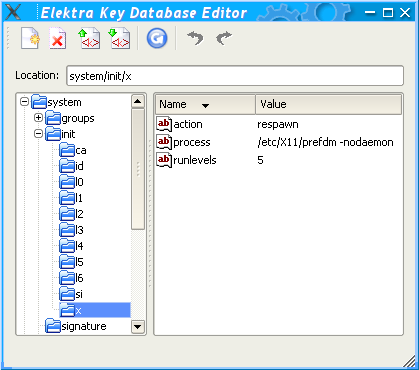 Elektra Key Database Editor
Location: system/init/x
system
groups
init
ca
id
l0
l1
l2
l3
l4
l5
l6
si
x
signature
Name Value
action respawn
process /etc/X11/prefdm -nodaemon
runlevels 5